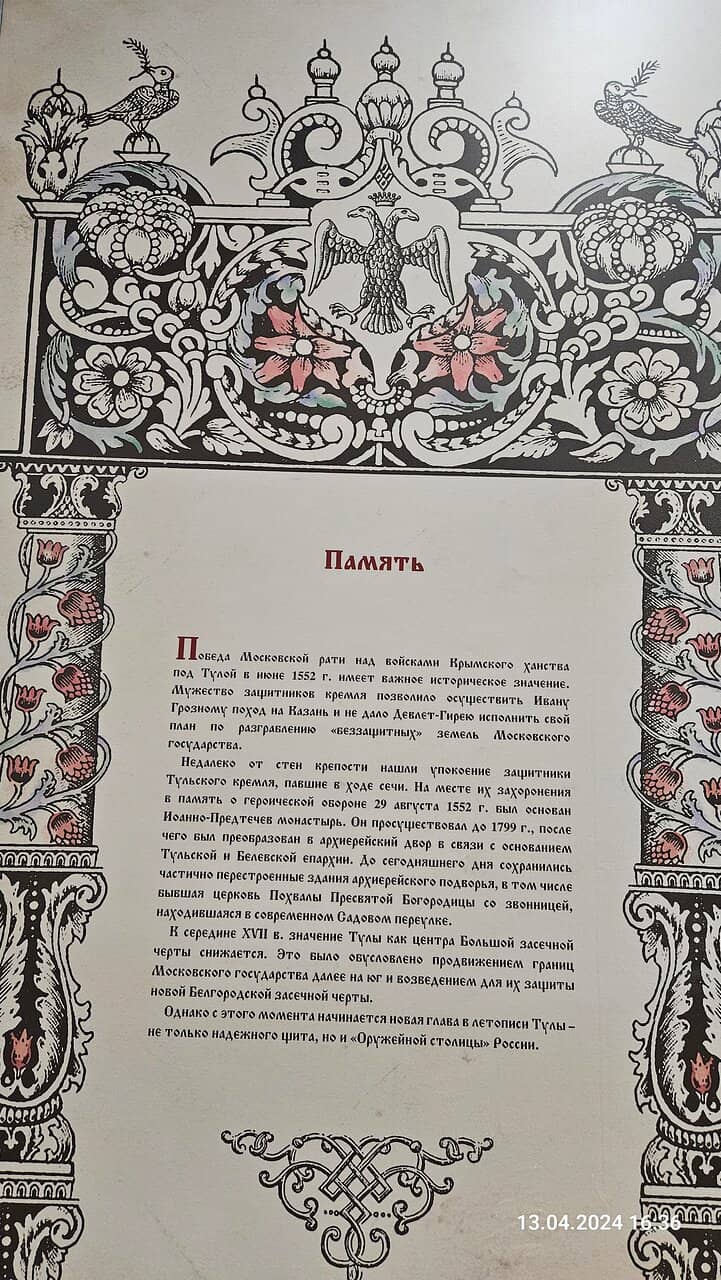 Память
Победа Московской рати над войсками Крымского ханства
под Тулой в июне 1552 г. имеет важное историческое значение.
Мужество защитников кремля позволило осуществить Ивану
Грозному поход на Казань и не дало Девлет-Гирею исполнить свой
план по разграблению «беззащитных» земель Московского
государства.
Недалеко от стен крепости нашли упокоение защитники
Тульского кремля, павшие в ходе сечи. На месте их захоронения
в память о героической обороне 29 августа 1552 г. был основан
Иоанно-Предтечев монастырь. Он просуществовал до 1799 г., после
чего был преобразован в архиерейский двор в связи с основанием
Тульской и Белевской епархии. До сегодняшнего дня сохранились
частично перестроенные здания архиерейского подворья, в том числе
бывшая церковь Похвалы Пресвятой Богородицы со звонницей,
находившаяся в современном Садовом переулке.
К середине XVII в. значение Тулы как центра Большой засечной
черты снижается. Это было обусловлено продвижением границ
Московского государства далее на юг и возведением для их защиты
новой Белгородской засечной черты.
Однако с этого момента начинается новая глава в летописи Тулы –
не только надежного щита, но и «Оружейной столицы» России.
13.04.2024 16:36